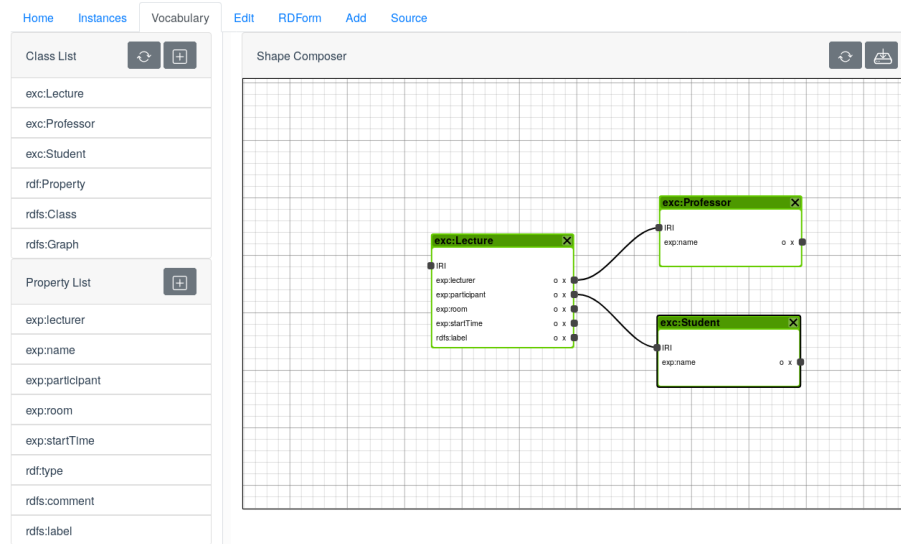 Home Instances Vocabulary Edit RDForm Add Source
Class List
exc:Lecture
exc:Professor
exc:Student
rdf:Property
rdfs:Class
rdfs:Graph
Property List
exp:lecturer
exp:name
exp:participant
exp:room
exp:startTIme
rdf:type
rdfs:comment
rdfs:label
Shape Composer
exc:Lecture
IRI
exp:lecturer o x
exp:participant o x
exp:room o x
exp:startTime o x
rdfs:label o x
exc:Professor
IRI
exp:name o x
exc:Student
IRI
exp:name o x